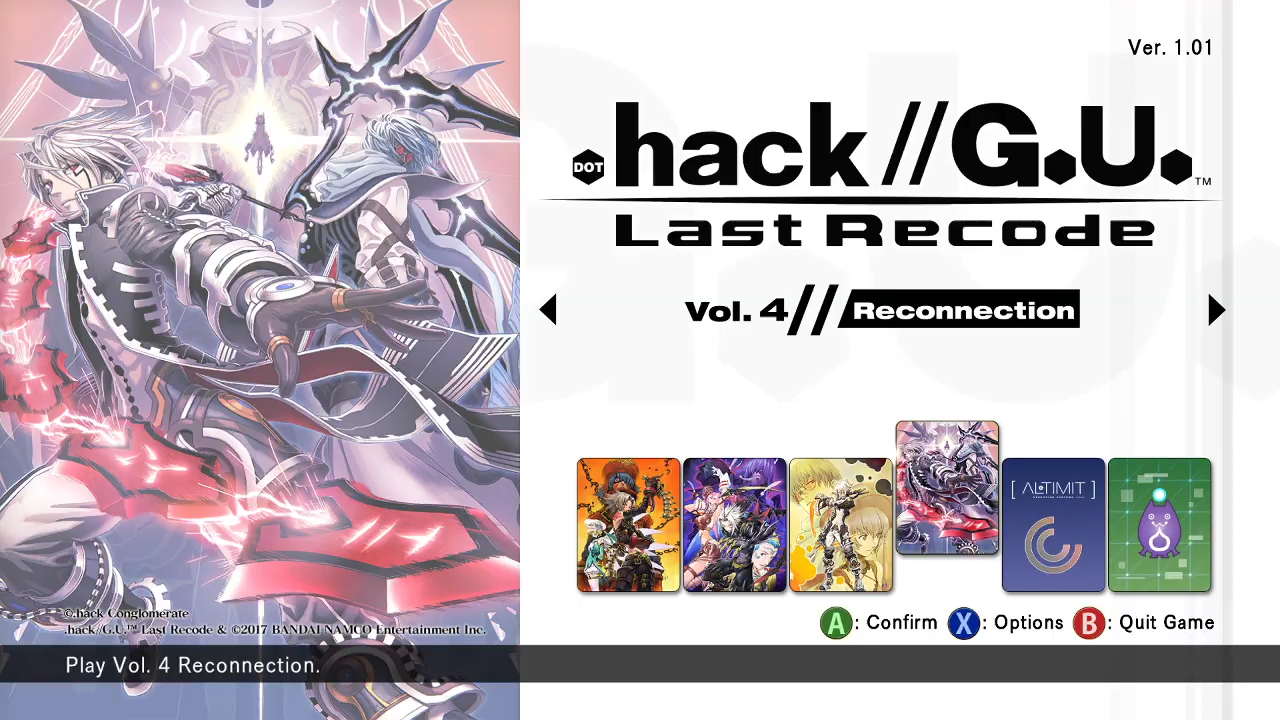 Ver. 1.01
DOT .hack//G.U. TM
Last Recode
Vol. 4//Reconnection
[ ALTIMIT ]
A : Confirm X : Options B : Quit Game
©.hack Conglomerate
.hack//G.U.™ Last Recode & ©2017 BANDAI NAMCO Entertainment Inc.
Play Vol. 4 Reconnection.